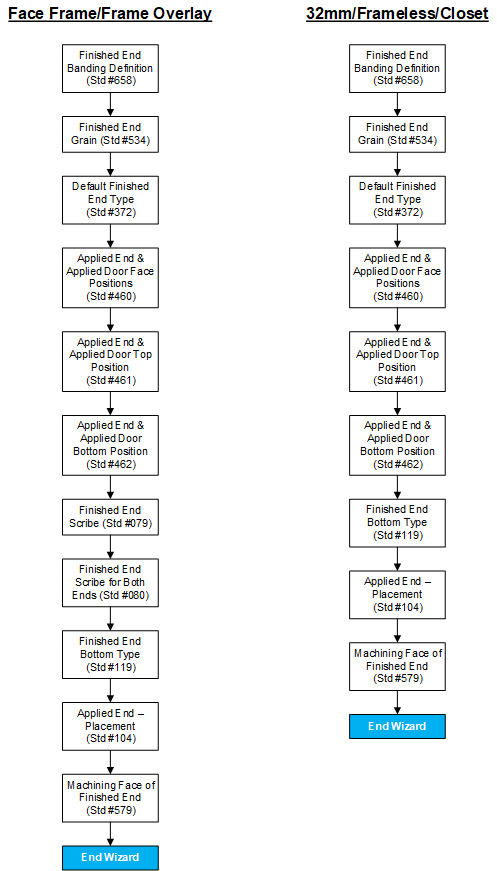 Face Frame/Frame Overlay
Finished End
Banding Definition
(Std #658)
Finished End
Grain (Std #534)
Default Finished
End Type
(Std #372)
Applied End &
Applied Door Face
Positions
(Std #460)
Applied End &
Applied Door Top
Position
(Std #461)
Applied End &
Applied Door
Bottom Position
(Std #462)
Finished End
Scribe (Std #079)
Finished End
Scribe for Both
Ends (Std #080)
Finished End
Bottom Type
(Std #119)
Applied End –
Placement
(Std #104)
Machining Face of
Finished End
(Std #579)
End Wizard
32mm/Frameless/Closet
Finished End
Banding Definition
(Std #658)
Finished End
Grain (Std #534)
Default Finished
End Type
(Std #372)
Applied End &
Applied Door Face
Positions
(Std #460)
Applied End &
Applied Door Top
Position
(Std #461)
Applied End &
Applied Door
Bottom Position
(Std #462)
Finished End
Bottom Type
(Std #119)
Applied End –
Placement
(Std #104)
Machining Face of
Finished End
(Std #579)
End Wizard